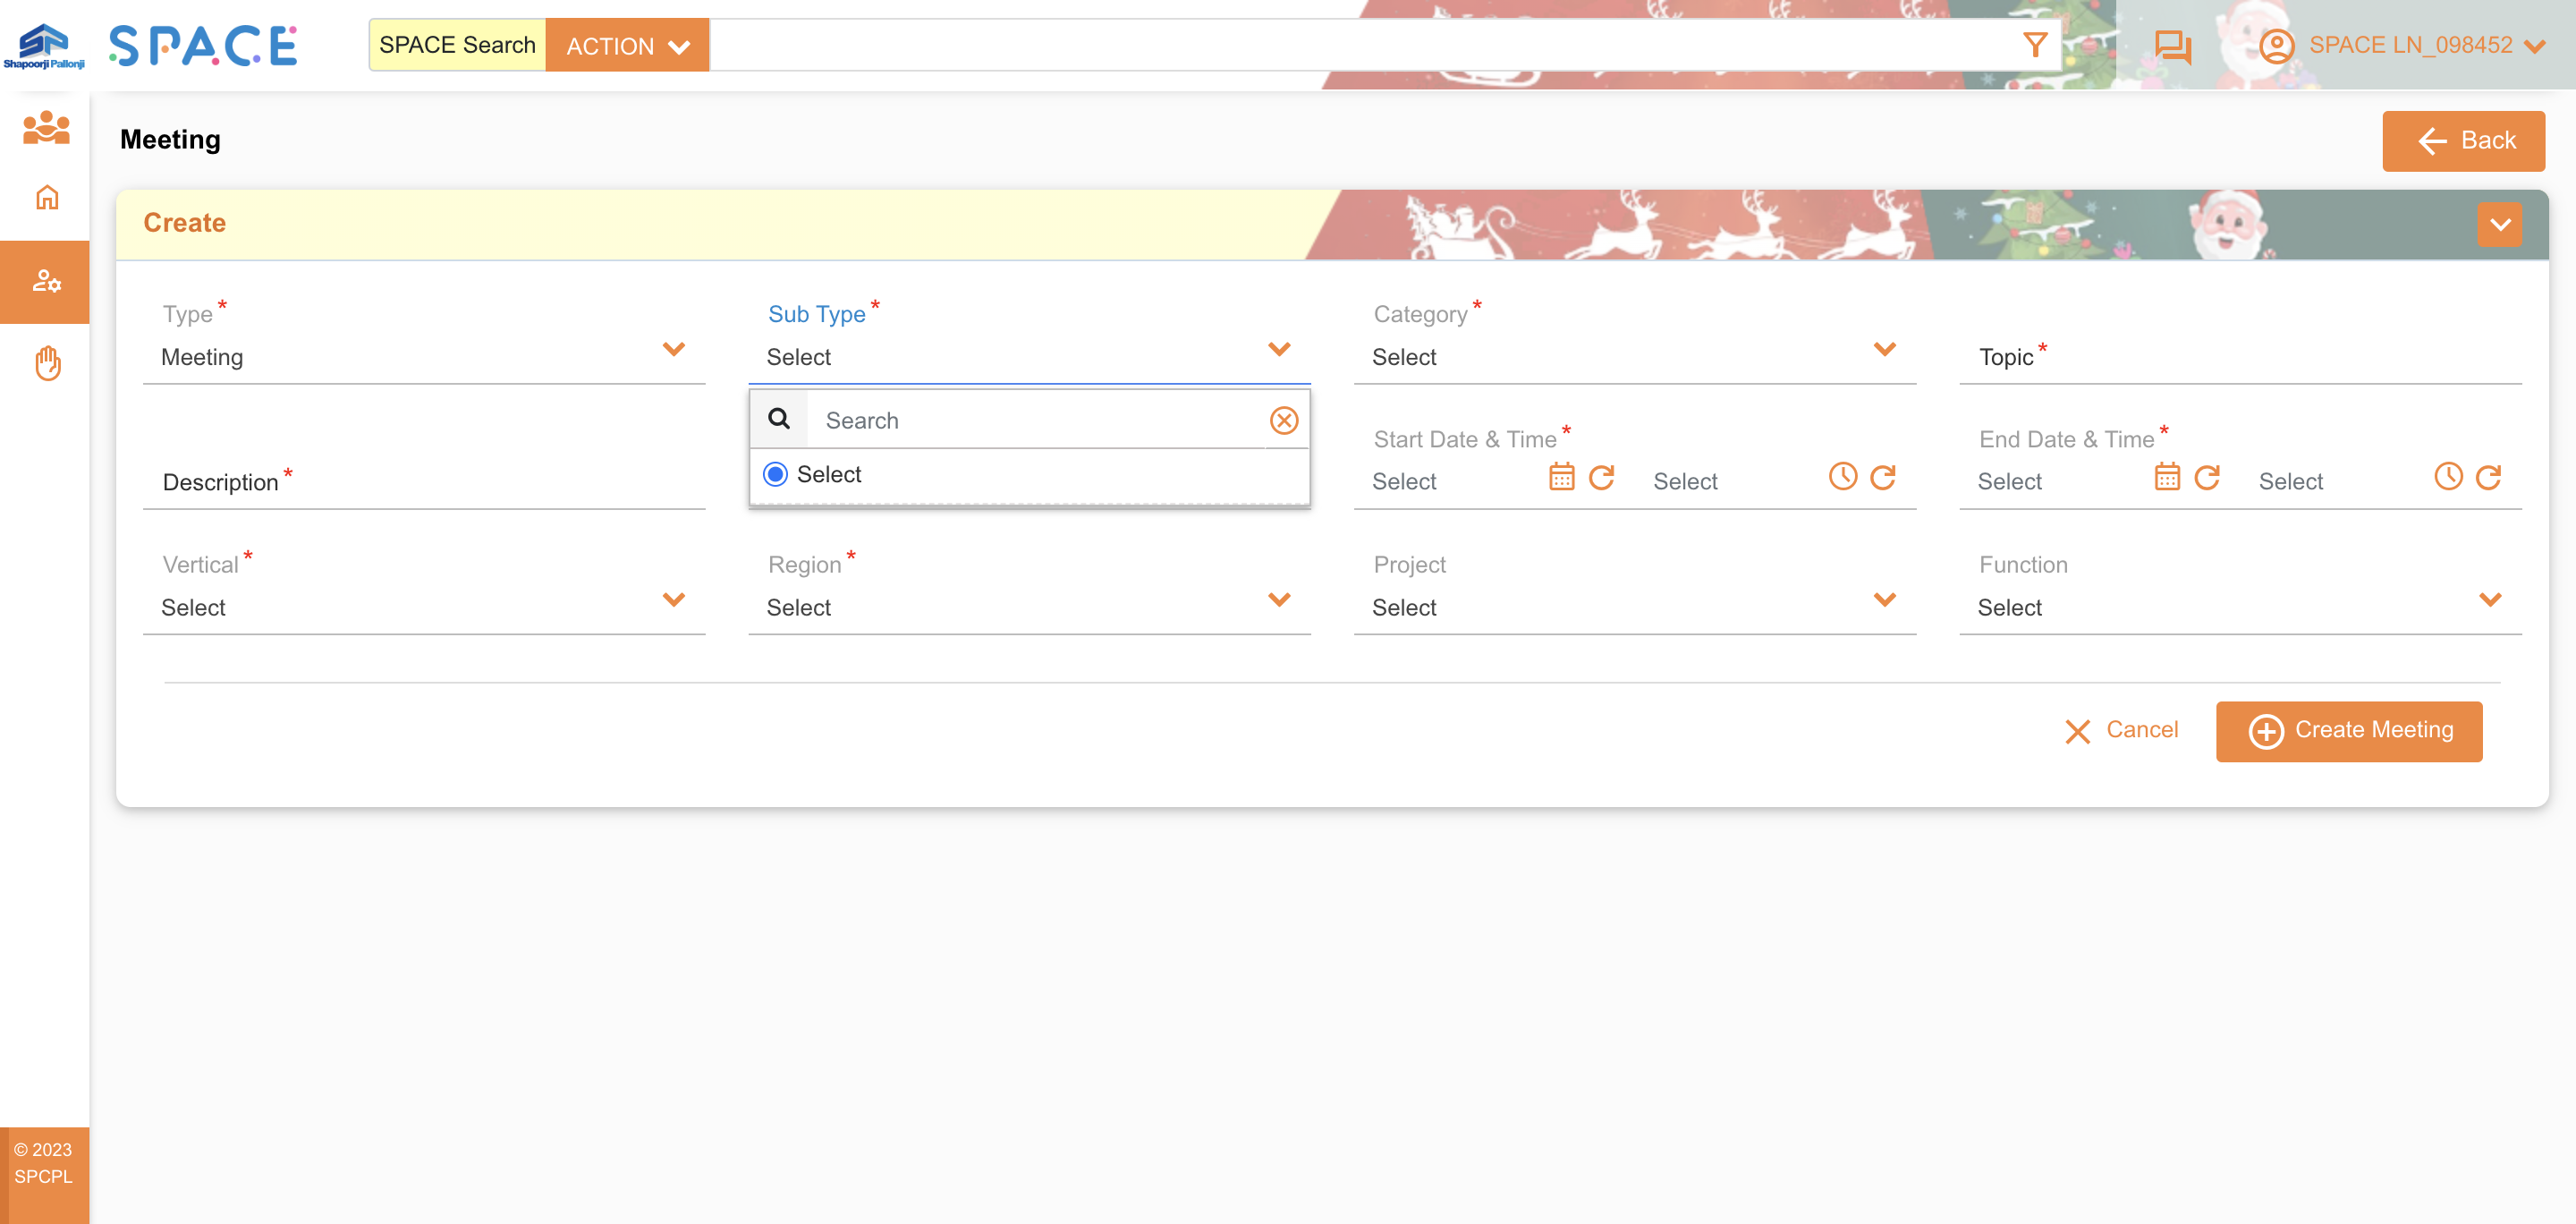 Shapoorji Pallonji
SPACE
SPACE Search
ACTION
SPACE LN_098452
Meeting
Back
Create
Type *
Meeting
Sub Type *
Select
Category *
Select
Topic *
Search
Select
Description *
Start Date & Time *
Select
Select
End Date & Time *
Select
Select
Vertical *
Select
Region *
Select
Project
Select
Function
Select
Cancel
Create Meeting
© 2023
SPCPL